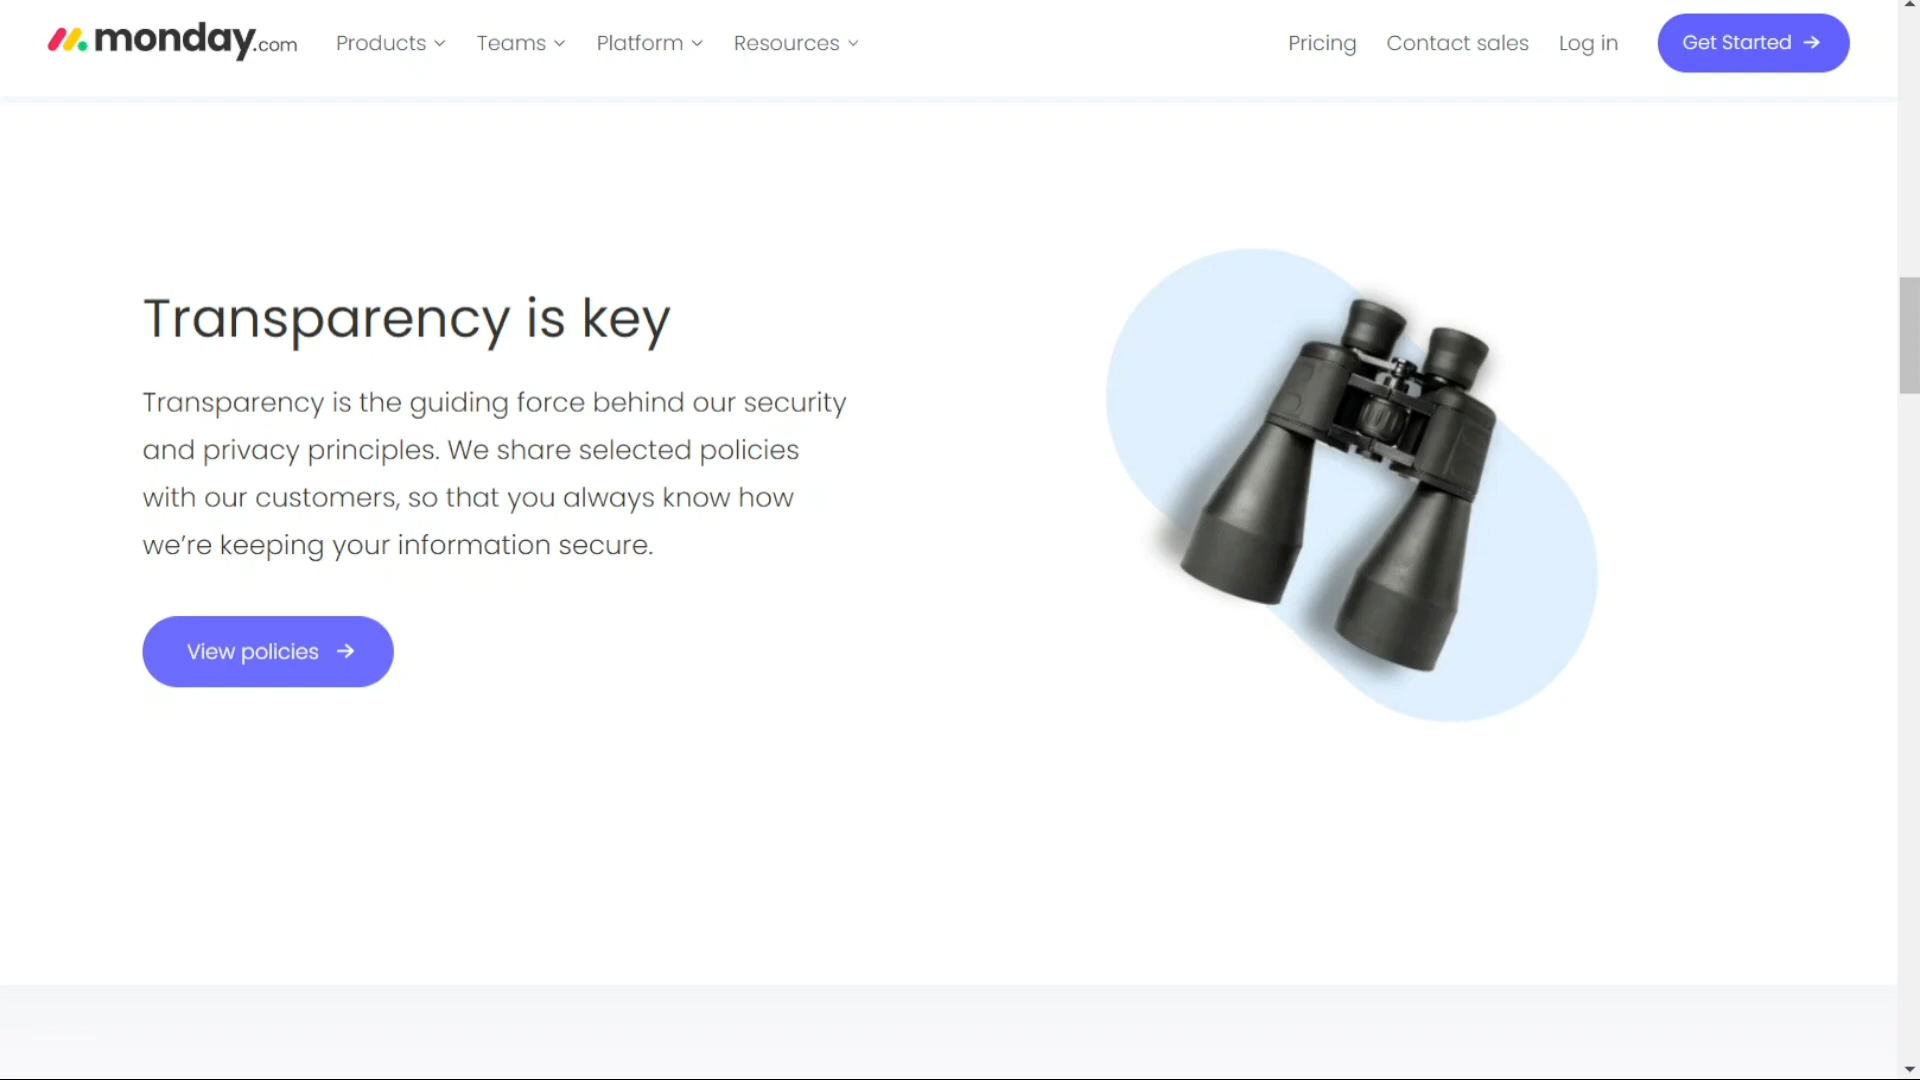 monday.com Products Teams Platform Resources Pricing Contact sales Log in Get Started
Transparency is key
Transparency is the guiding force behind our security
and privacy principles. We share selected policies
with our customers, so that you always know how
we’re keeping your information secure.
View policies